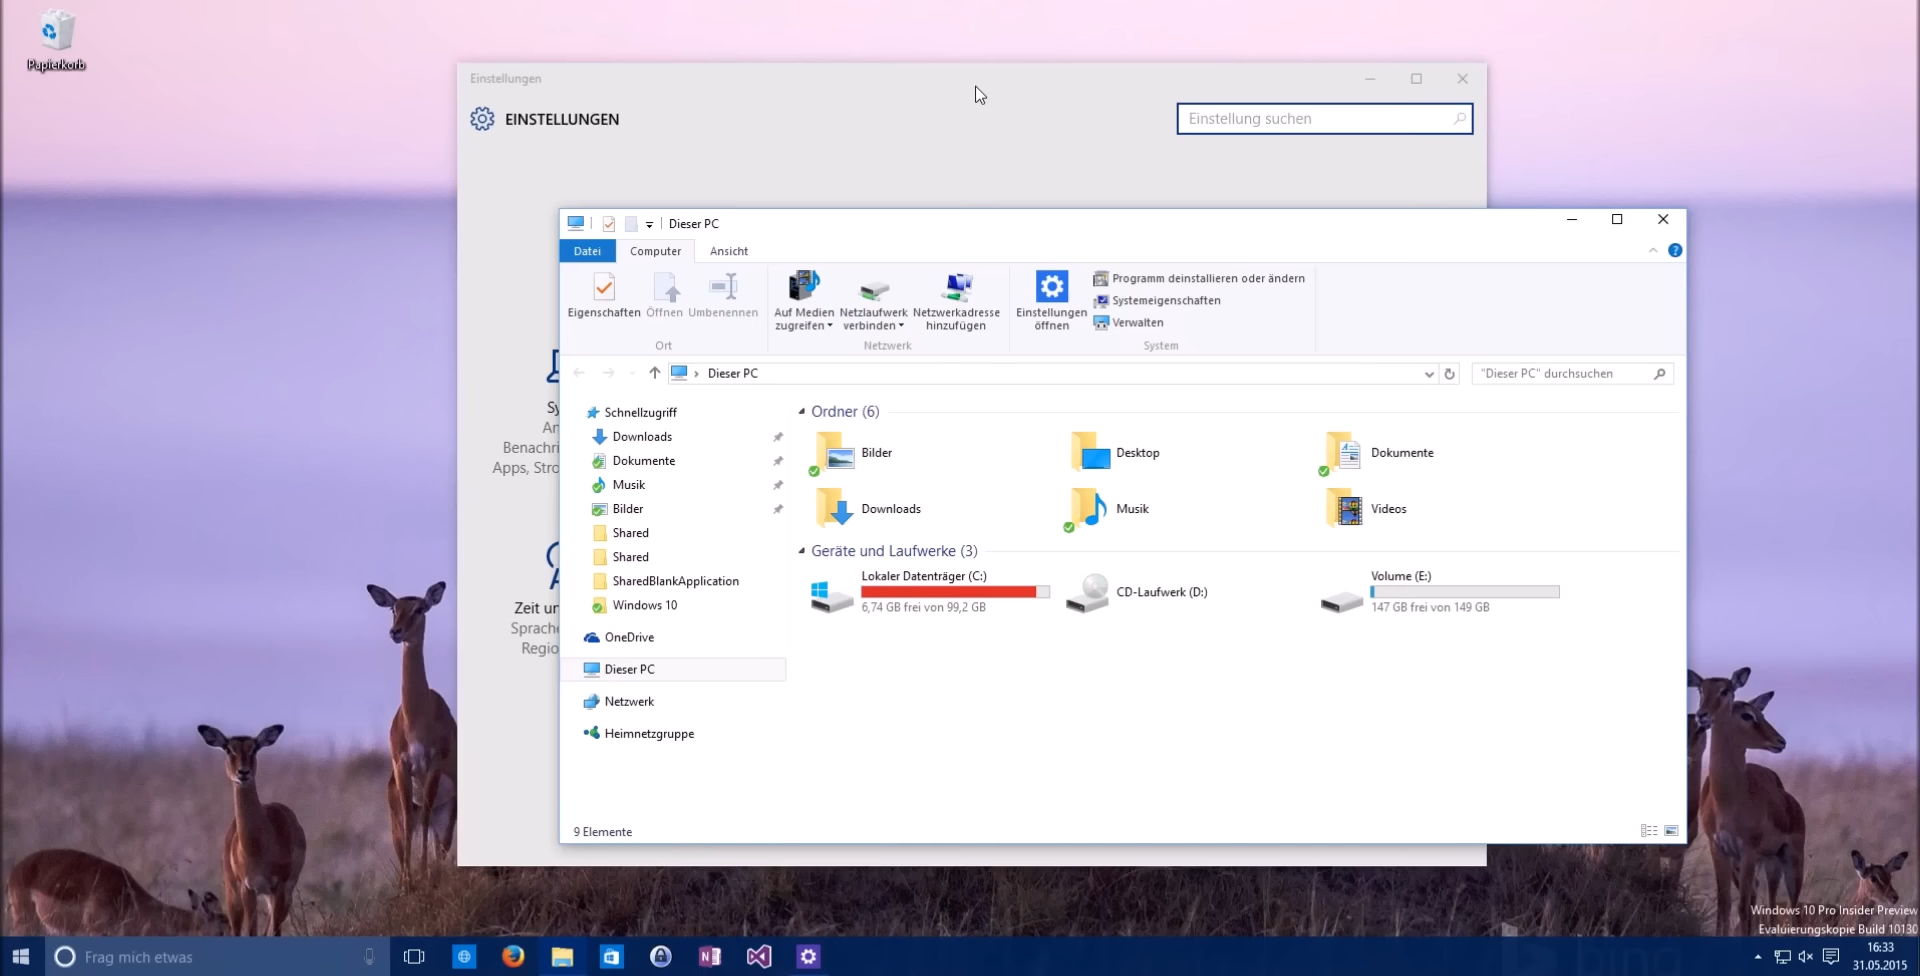 Papierkorb
Einstellungen
EINSTELLUNGEN
Einstellung suchen
Dieser PC
Datei
Computer
Ansicht
Eigenschaften
Öffnen
Umbenennen
Auf Medien
zugreifen
Netzlaufwerk
verbinden
Netzwerkadresse
hinzufügen
Einstellungen
öffnen
Programm deinstallieren oder ändern
Systemeigenschaften
Verwalten
Ort
Netzwerk
System
Dieser PC
"Dieser PC" durchsuchen
Sy
An
Benachri
Apps, Stro
Zeit un
Sprache
Regio
Schnellzugriff
Downloads
Dokumente
Musik
Bilder
Shared
Shared
SharedBlankApplication
Windows 10
OneDrive
Dieser PC
Netzwerk
Heimnetzgruppe
Ordner (6)
Bilder
Desktop
Dokumente
Downloads
Musik
Videos
Geräte und Laufwerke (3)
Lokaler Datenträger (C:)
6,74 GB frei von 99,2 GB
CD-Laufwerk (D:)
Volume (E:)
147 GB frei von 149 GB
9 Elemente
Windows 10 Pro Insider Preview
Evaluierungskopie Build 10130
Frag mich etwas
16:33
31.05.2015